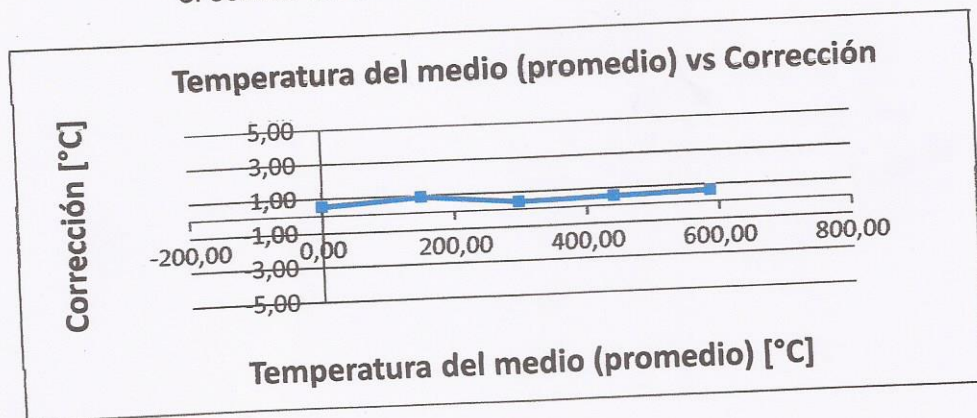 Temperatura del medio (promedio) vs Corrección
Corrección [°C]
5,00
3,00
1,00
-1,00
-3,00
-5,00
-200,00 0,00 200,00 400,00 600,00 800,00
Temperatura del medio (promedio) [°C]